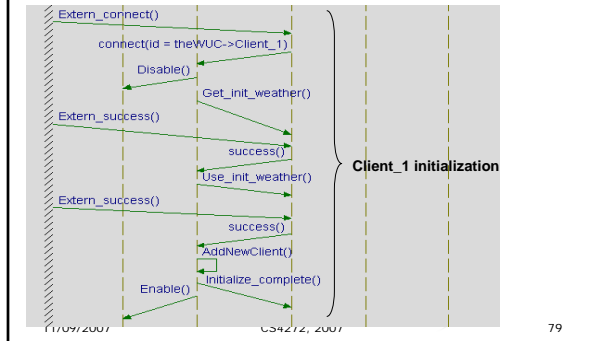 Extern_connect()
connect(id = theWUC->Client_1)
Disable()
Get_init_weather()
Extern_success()
success()
Client_1 initialization
Use_init_weather()
Extern_success()
success()
AddNewClient()
Initialize_complete()
Enable()
11/09/2007
CS4272, 2007
79